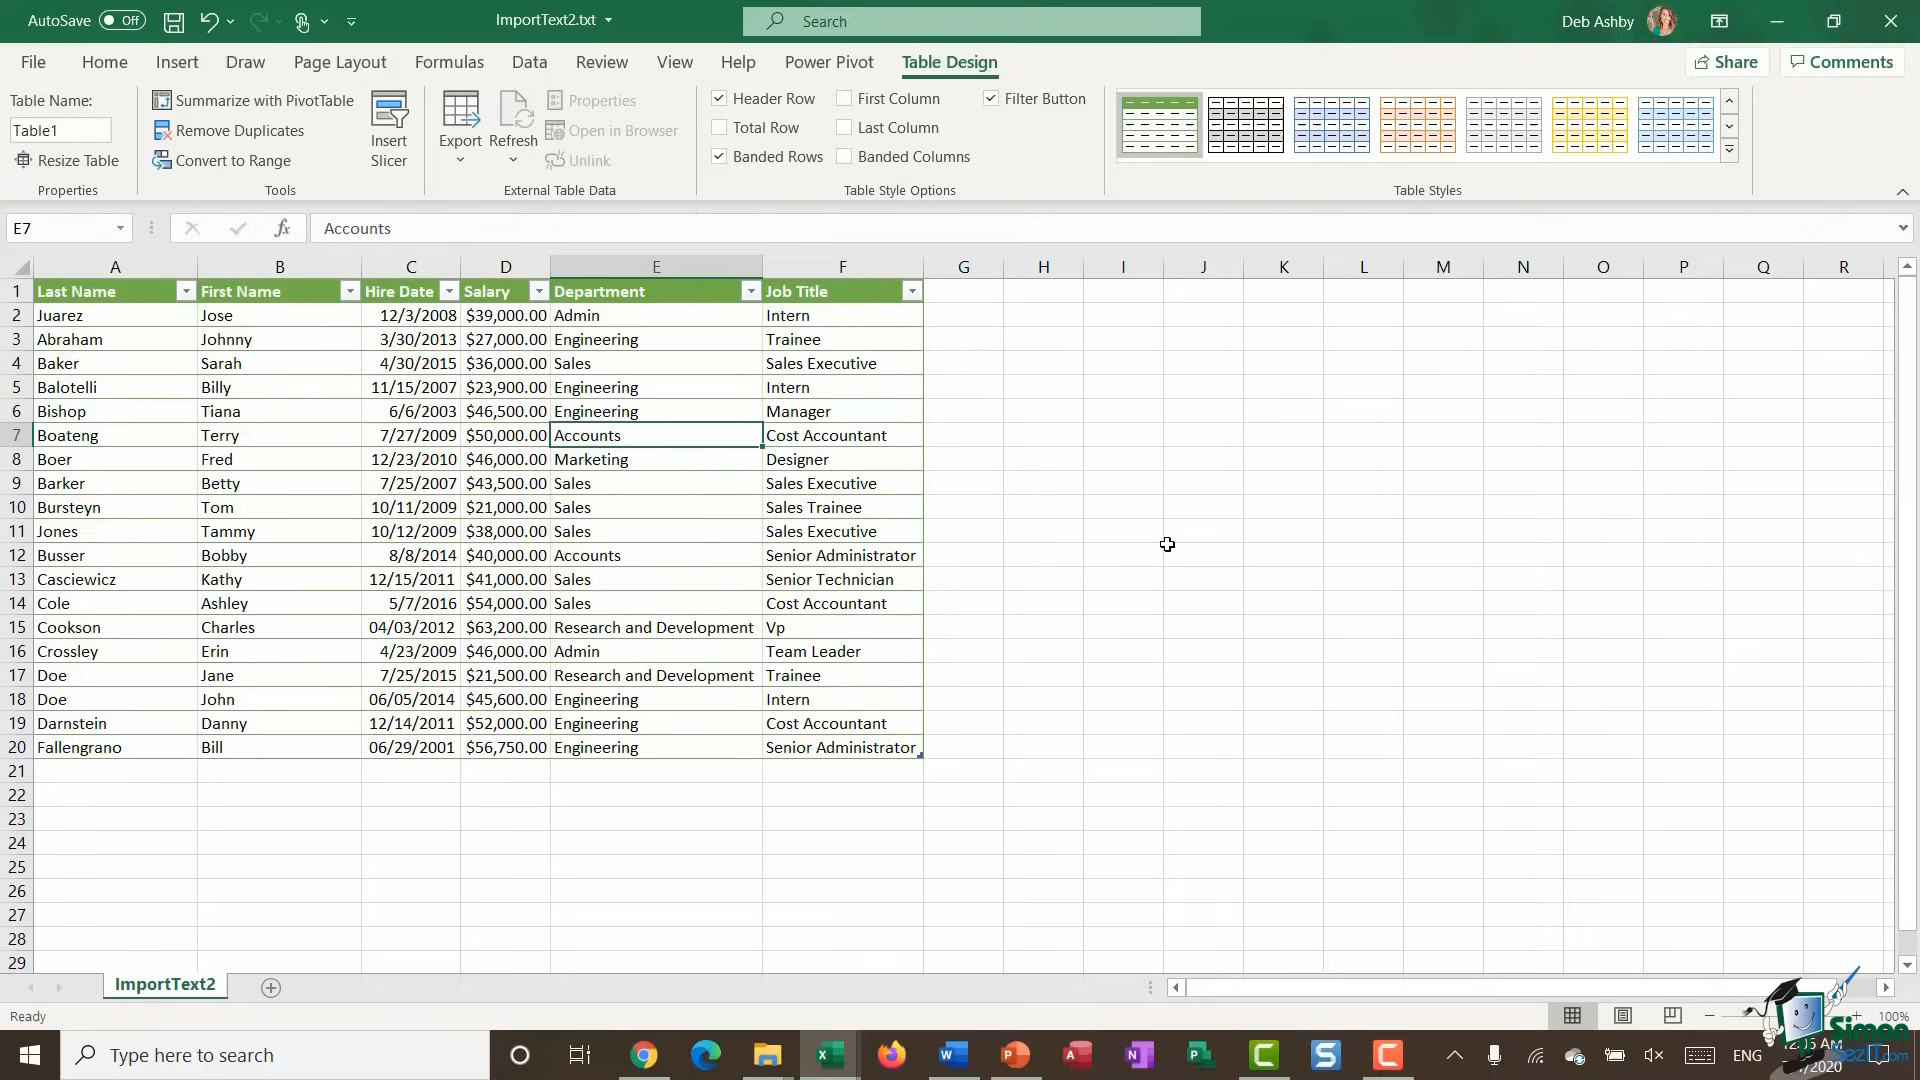 AutoSave Off ImportText2.txt Search Deb Ashby
File Home Insert Draw Page Layout Formulas Data Review View Help Power Pivot Table Design Share Comments
Table Name:
Table1
Resize Table
Properties
Summarize with PivotTable
Remove Duplicates
Convert to Range
Insert
Slicer
Tools
Export Refresh
Properties
Open in Browser
Unlink
External Table Data
Header Row First Column Filter Button
Total Row Last Column
Banded Rows Banded Columns
Table Style Options
Table Styles
E7 fx Accounts
A B C D E F G H I J K L M N O P Q R
1 Last Name First Name Hire Date Salary Department Job Title
2 Juarez Jose 12/3/2008 $39,000.00 Admin Intern
3 Abraham Johnny 3/30/2013 $27,000.00 Engineering Trainee
4 Baker Sarah 4/30/2015 $36,000.00 Sales Sales Executive
5 Balotelli Billy 11/15/2007 $23,900.00 Engineering Intern
6 Bishop Tiana 6/6/2003 $46,500.00 Engineering Manager
7 Boateng Terry 7/27/2009 $50,000.00 Accounts Cost Accountant
8 Boer Fred 12/23/2010 $46,000.00 Marketing Designer
9 Barker Betty 7/25/2007 $43,500.00 Sales Sales Executive
10 Bursteyn Tom 10/11/2009 $21,000.00 Sales Sales Trainee
11 Jones Tammy 10/12/2009 $38,000.00 Sales Sales Executive
12 Busser Bobby 8/8/2014 $40,000.00 Accounts Senior Administrator
13 Casciewicz Kathy 12/15/2011 $41,000.00 Sales Senior Technician
14 Cole Ashley 5/7/2016 $54,000.00 Sales Cost Accountant
15 Cookson Charles 04/03/2012 $63,200.00 Research and Development Vp
16 Crossley Erin 4/23/2009 $46,000.00 Admin Team Leader
17 Doe Jane 7/25/2015 $21,500.00 Research and Development Trainee
18 Doe John 06/05/2014 $45,600.00 Engineering Intern
19 Darnstein Danny 12/14/2011 $52,000.00 Engineering Cost Accountant
20 Fallengrano Bill 06/29/2001 $56,750.00 Engineering Senior Administrator
21
22
23
24
25
26
27
28
29
ImportText2
Ready 100%
Type here to search ENG
Simon
SezIt.com